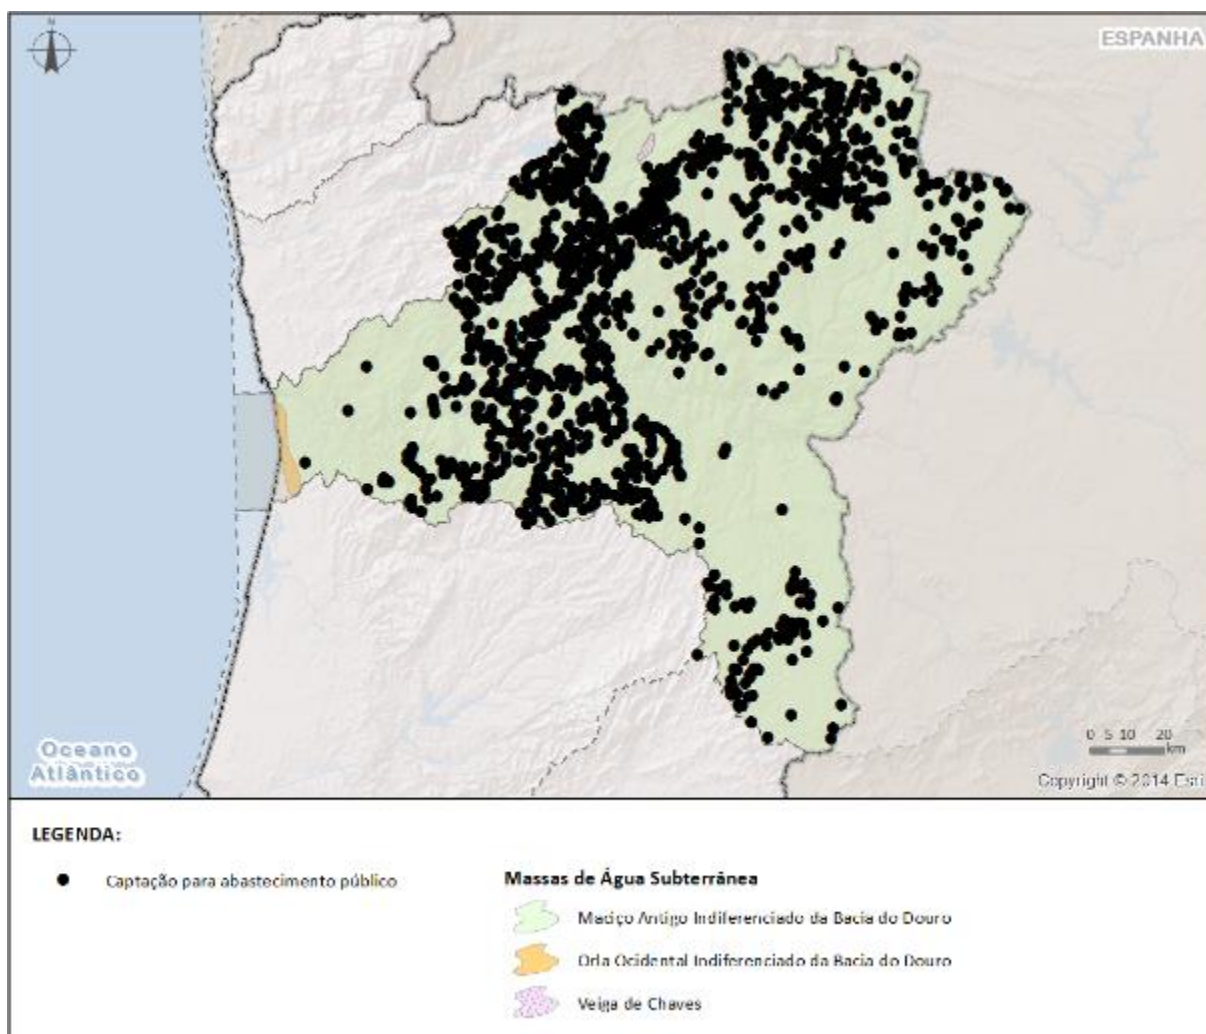 N
ESPANHA
Oceano
Atlântico
0 5 10 20
km
Copyright © 2014 Esri
LEGENDA:
Captação para abastecimento público
Massas de Água Subterrânea
Maciço Antigo Indiferenciado da Bacia do Douro
Orla Ocidental Indiferenciado da Bacia do Douro
Veiga de Chaves